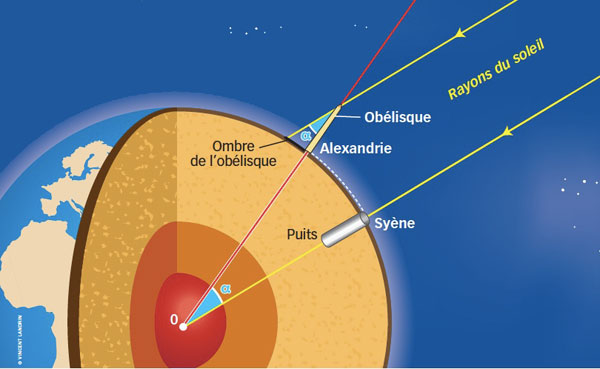 Rayons du soleil
Obélisque
α
Ombre
de l'obélisque
Alexandrie
Puits
Syène
α
O
© VINCENT LANDRIN